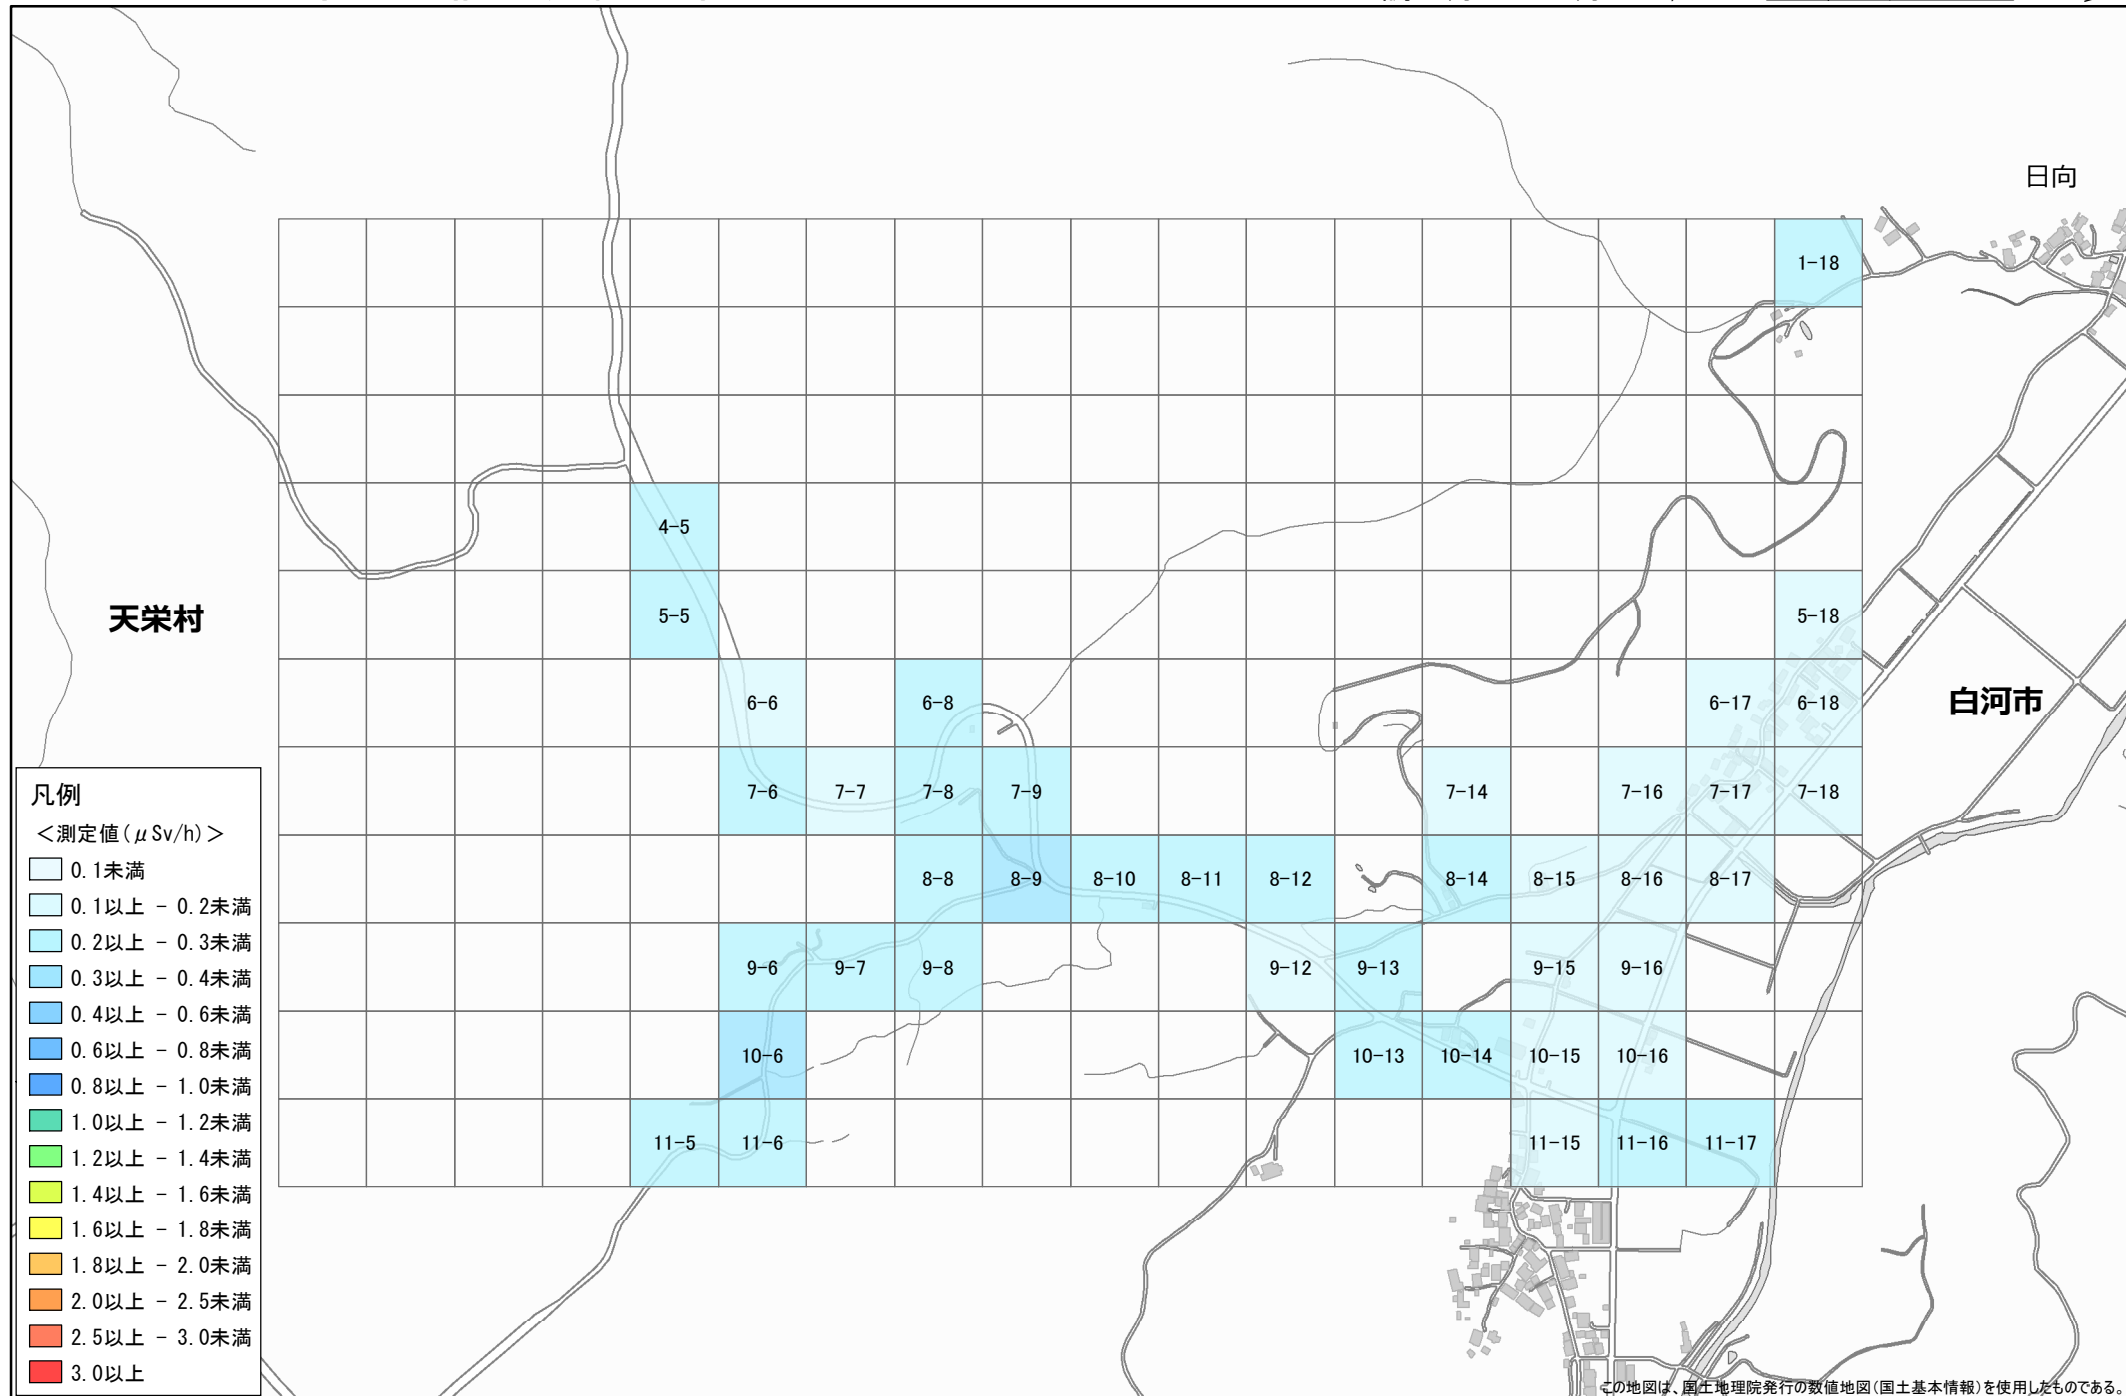 日向
1-18
4-5
天栄村
5-5
5-18
6-6
6-8
6-17
6-18
白河市
7-6
7-7
7-8
7-9
7-14
7-16
7-17
7-18
8-8
8-9
8-10
8-11
8-12
8-14
8-15
8-16
8-17
9-6
9-7
9-8
9-12
9-13
9-15
9-16
10-6
10-13
10-14
10-15
10-16
11-5
11-6
11-15
11-16
11-17
凡例
＜測定値(μSv/h)＞
0.1未満
0.1以上 － 0.2未満
0.2以上 － 0.3未満
0.3以上 － 0.4未満
0.4以上 － 0.6未満
0.6以上 － 0.8未満
0.8以上 － 1.0未満
1.0以上 － 1.2未満
1.2以上 － 1.4未満
1.4以上 － 1.6未満
1.6以上 － 1.8未満
1.8以上 － 2.0未満
2.0以上 － 2.5未満
2.5以上 － 3.0未満
3.0以上
この地図は、国土地理院発行の数値地図(国土基本情報)を使用したものである。